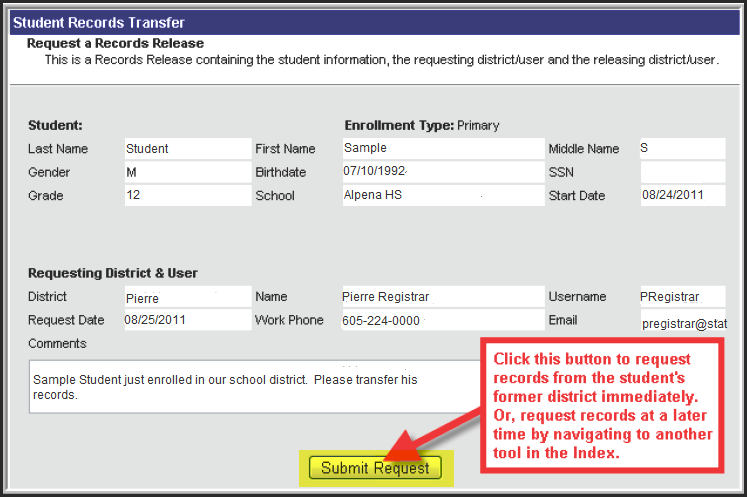 Student Records Transfer
Request a Records Release
This is a Records Release containing the student information, the requesting district/user and the releasing district/user.
Student: Enrollment Type: Primary
Last Name Student First Name Sample Middle Name S
Gender M Birthdate 07/10/1992 SSN
Grade 12 School Alpena HS Start Date 08/24/2011
Requesting District & User
District Pierre Name Pierre Registrar Username PRegistrar
Request Date 08/25/2011 Work Phone 605-224-0000 Email pregistrar@stat
Comments
Sample Student just enrolled in our school district. Please transfer his
records.
Click this button to request
records from the student's
former district immediately.
Or, request records at a later
time by navigating to another
tool in the Index.
Submit Request